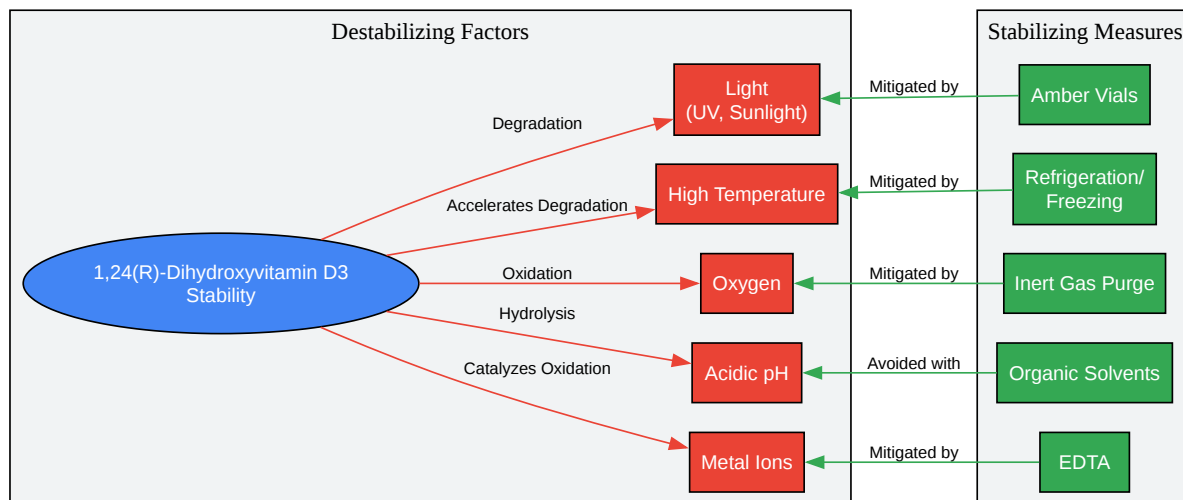 Destabilizing Factors
Stabilizing Measures
Light
(UV, Sunlight)
Mitigated by
Amber Vials
Degradation
High Temperature
Mitigated by
Refrigeration/
Freezing
Accelerates Degradation
1,24(R)-Dihydroxyvitamin D3
Stability
Oxidation
Oxygen
Mitigated by
Inert Gas Purge
Hydrolysis
Acidic pH
Avoided with
Organic Solvents
Catalyzes Oxidation
Metal Ions
Mitigated by
EDTA